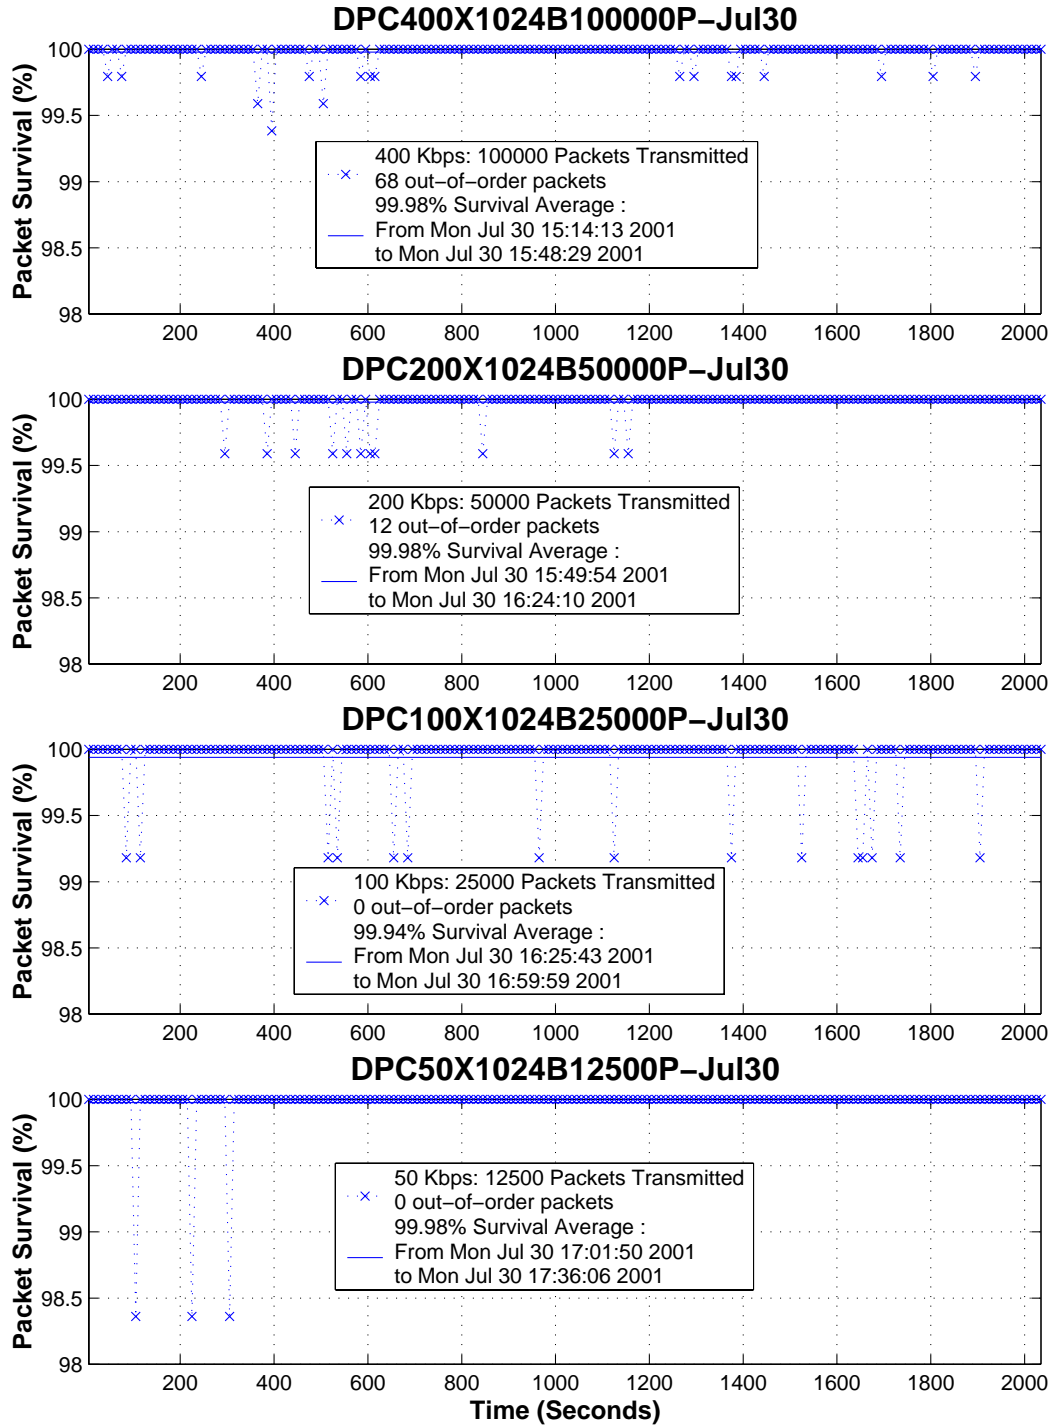 DPC400X1024B100000P−Jul30
Packet Survival (%)
100
99.5
99
98.5
98
400 Kbps: 100000 Packets Transmitted
68 out−of−order packets
99.98% Survival Average :
From Mon Jul 30 15:14:13 2001
to Mon Jul 30 15:48:29 2001
200 400 600 800 1000 1200 1400 1600 1800 2000
DPC200X1024B50000P−Jul30
Packet Survival (%)
100
99.5
99
98.5
98
200 Kbps: 50000 Packets Transmitted
12 out−of−order packets
99.98% Survival Average :
From Mon Jul 30 15:49:54 2001
to Mon Jul 30 16:24:10 2001
200 400 600 800 1000 1200 1400 1600 1800 2000
DPC100X1024B25000P−Jul30
Packet Survival (%)
100
99.5
99
98.5
98
100 Kbps: 25000 Packets Transmitted
0 out−of−order packets
99.94% Survival Average :
From Mon Jul 30 16:25:43 2001
to Mon Jul 30 16:59:59 2001
200 400 600 800 1000 1200 1400 1600 1800 2000
DPC50X1024B12500P−Jul30
Packet Survival (%)
100
99.5
99
98.5
98
50 Kbps: 12500 Packets Transmitted
0 out−of−order packets
99.98% Survival Average :
From Mon Jul 30 17:01:50 2001
to Mon Jul 30 17:36:06 2001
200 400 600 800 1000 1200 1400 1600 1800 2000
Time (Seconds)